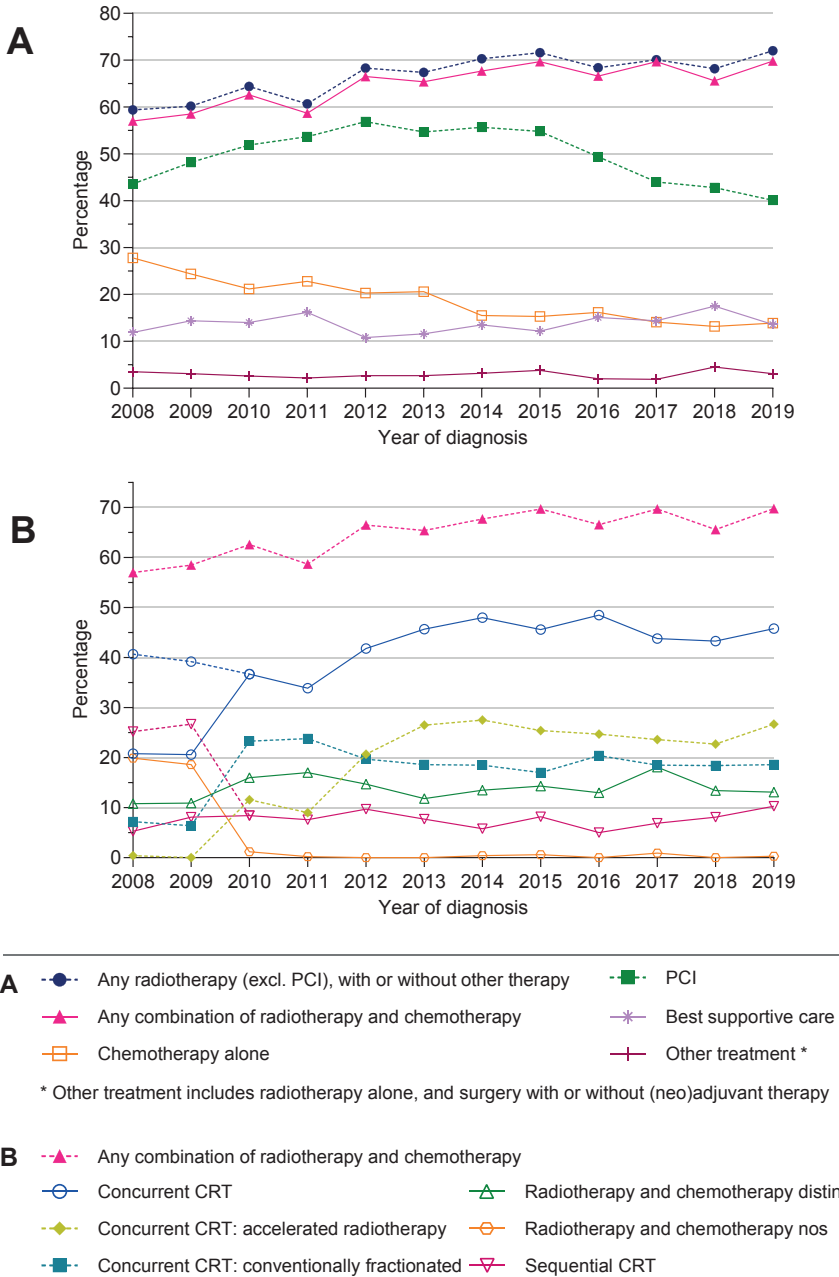 A
80
70
60
50
40
30
20
10
0
Percentage
2008 2009 2010 2011 2012 2013 2014 2015 2016 2017 2018 2019
Year of diagnosis
B
70
60
50
40
30
20
10
0
Percentage
2008 2009 2010 2011 2012 2013 2014 2015 2016 2017 2018 2019
Year of diagnosis
A
Any radiotherapy (excl. PCI), with or without other therapy
PCI
Any combination of radiotherapy and chemotherapy
Best supportive care
Chemotherapy alone
Other treatment *
* Other treatment includes radiotherapy alone, and surgery with or without (neo)adjuvant therapy
B
Any combination of radiotherapy and chemotherapy
Concurrent CRT
Radiotherapy and chemotherapy distin
Concurrent CRT: accelerated radiotherapy
Radiotherapy and chemotherapy nos
Concurrent CRT: conventionally fractionated
Sequential CRT